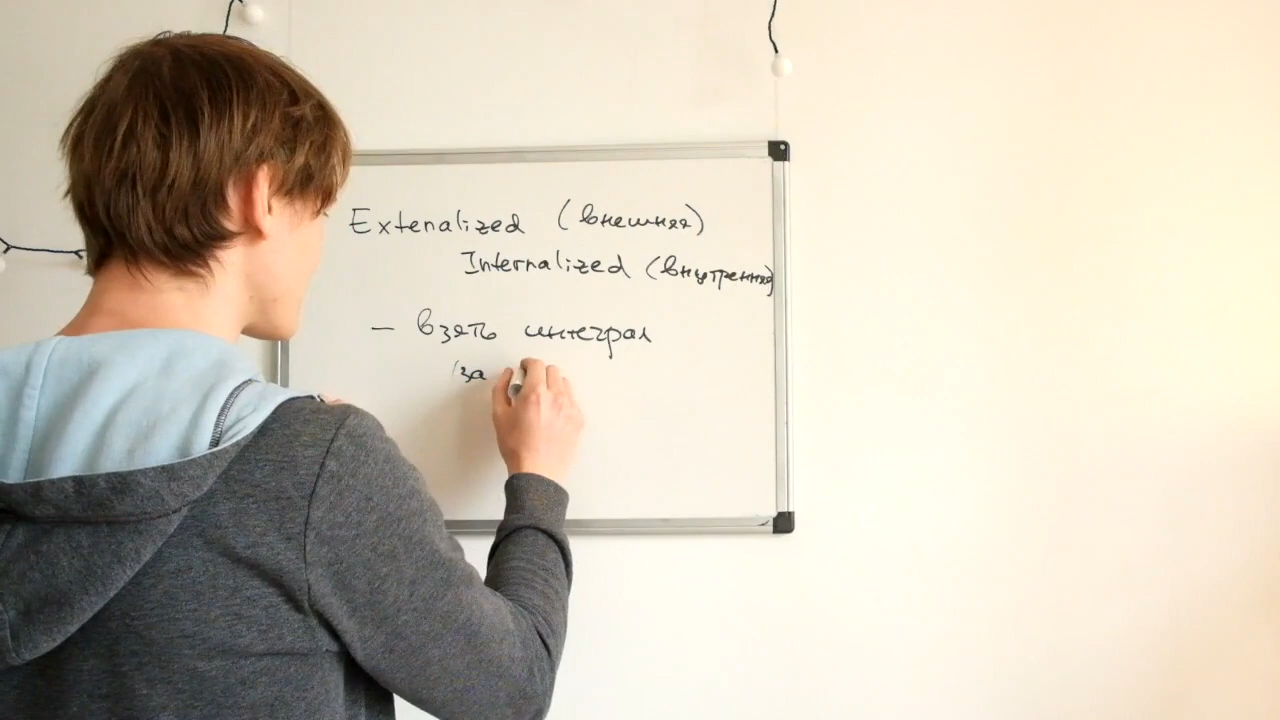 Extenalized (внешняя)
Internalized (внутренняя)
— взять интеграл
(за